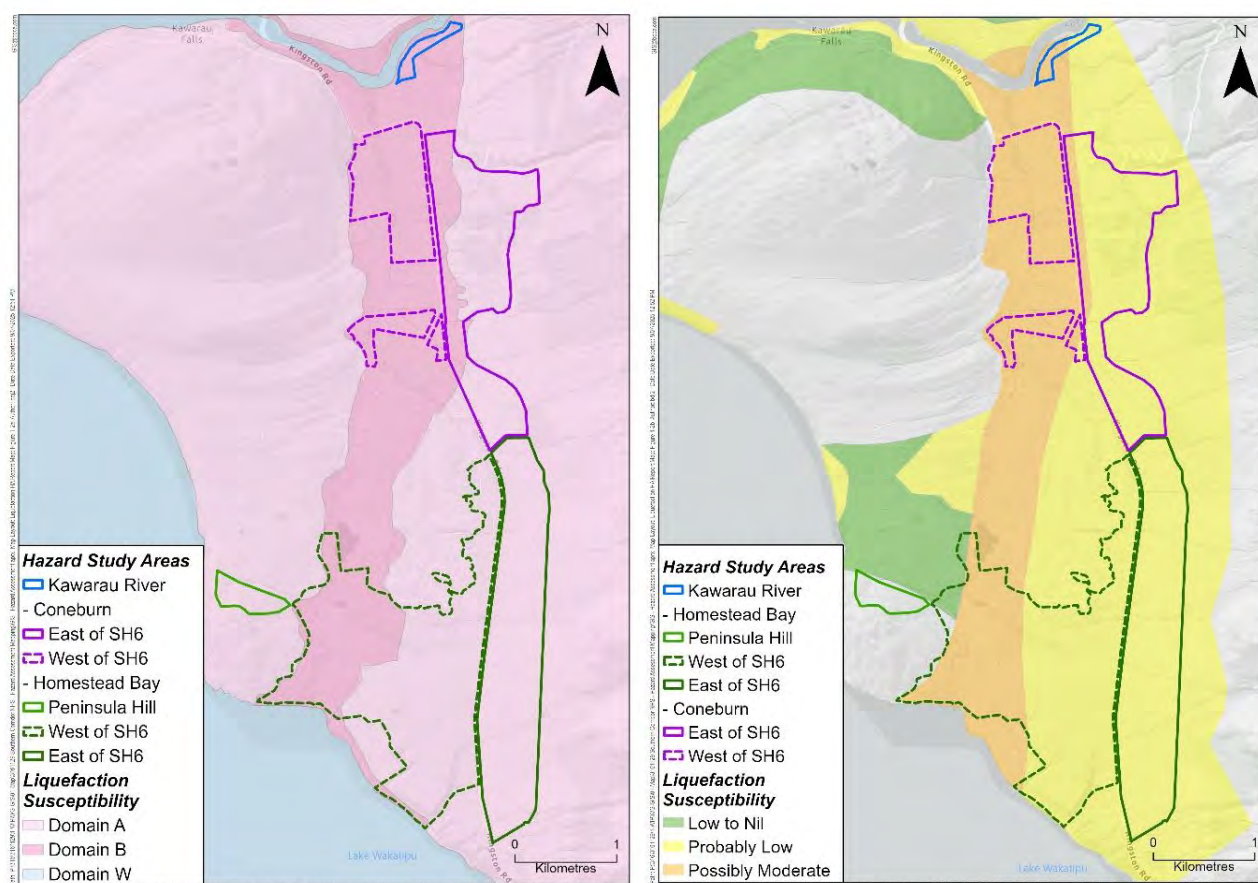 Kawarau
Falls
Kingston Rd
N
Hazard Study Areas
Kawarau River
- Coneburn
East of SH6
West of SH6
- Homestead Bay
Peninsula Hill
West of SH6
East of SH6
Liquefaction
Susceptibility
Domain A
Domain B
Domain W
Lake Wakatipu
Kingston Rd
0 1
Kilometres
Kawarau
Falls
Kingston Rd
N
Hazard Study Areas
Kawarau River
- Homestead Bay
Peninsula Hill
West of SH6
East of SH6
- Coneburn
East of SH6
West of SH6
Liquefaction
Susceptibility
Low to Nil
Probably Low
Possibly Moderate
Lake Wakatipu
Kingston Rd
0 1
Kilometres